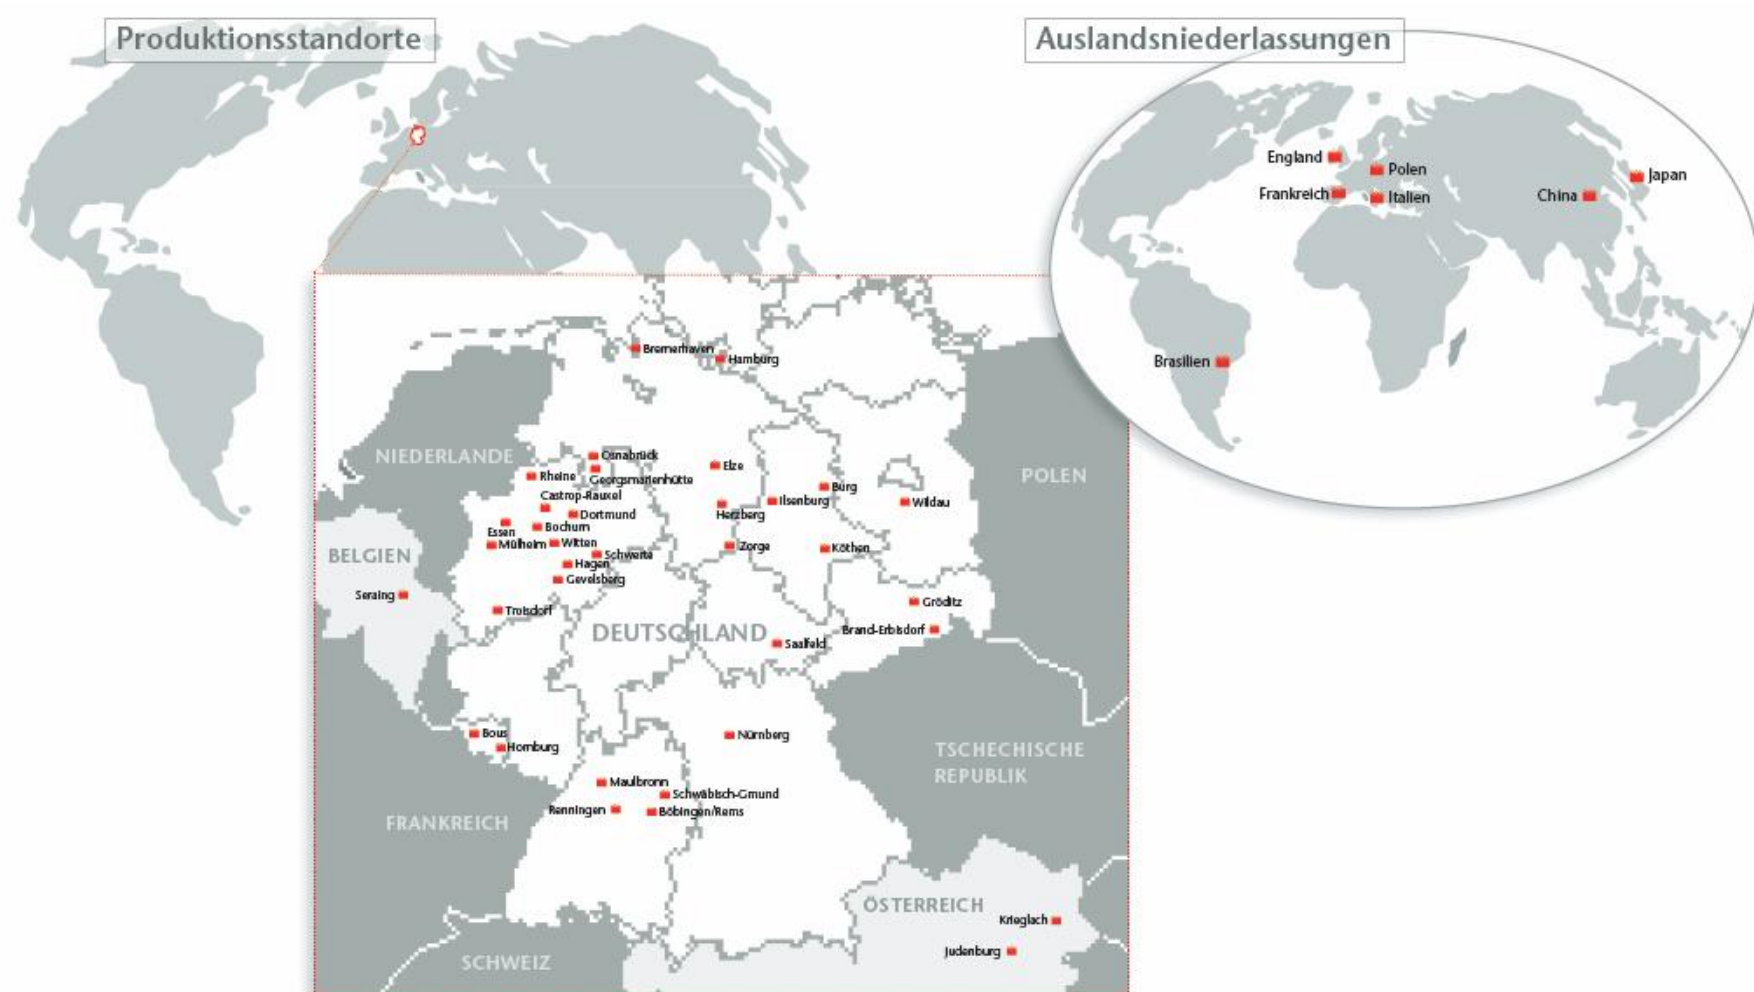 Produktionsstandorte
Auslandsniederlassungen
England
Polen
Frankreich
Italien
China
Japan
Brasilien
Bremerhaven
Hamburg
NIEDERLANDE
POLEN
Osnabrück
Georgsmarienhütte
Elze
Rheine
Castrop-Rauxel
Dortmund
Essen
Bochum
Mülheim
Witten
Schwerte
Hagen
Gevelsberg
Herzberg
Ilsenburg
Burg
Wildau
Zorge
Köthen
BELGIEN
Seraing
Troisdorf
DEUTSCHLAND
Gröditz
Brand-Erbisdorf
Saalfeld
Bous
Homburg
Nürnberg
TSCHECHISCHE
REPUBLIK
Maulbronn
Schwäbisch-Gmund
Renningen
Böbingen/Rems
FRANKREICH
ÖSTERREICH
Krieglach
Judenburg
SCHWEIZ